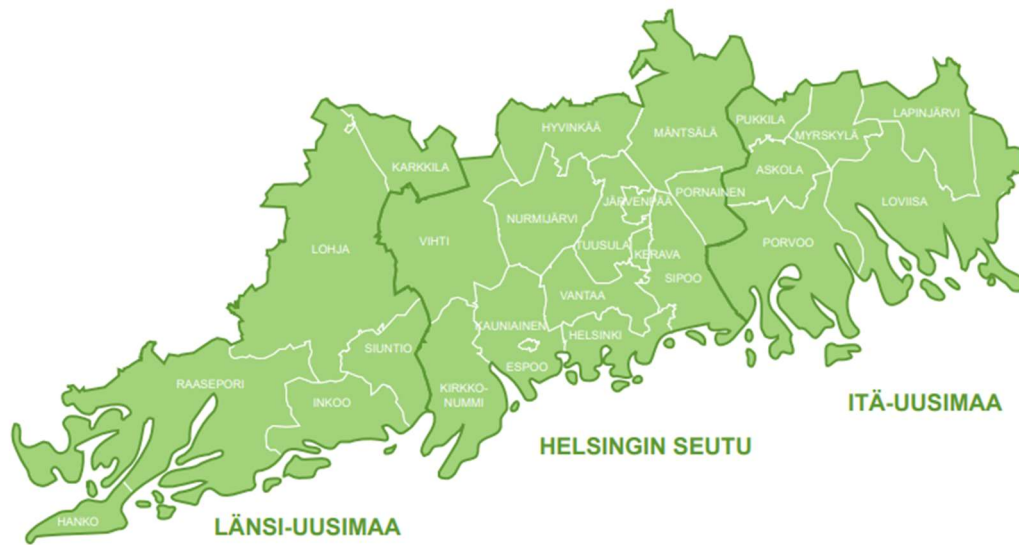 HYVINKÄÄ
MÄNTSÄLÄ
PUKKILA
MYRSKYLÄ
LAPINJÄRVI
KARKKILA
ASKOLA
PORNAINEN
JÄRVENPÄÄ
LOVIISA
NURMIJÄRVI
LOHJA
VIHTI
TUUSULA
KERAVA
PORVOO
SIPOO
VANTAA
KAUNIAINEN
HELSINKI
SIUNTIO
ESPOO
RAASEPORI
KIRKKO-
NUMMI
INKOO
ITÄ-UUSIMAA
HELSINGIN SEUTU
HANKO
LÄNSI-UUSIMAA